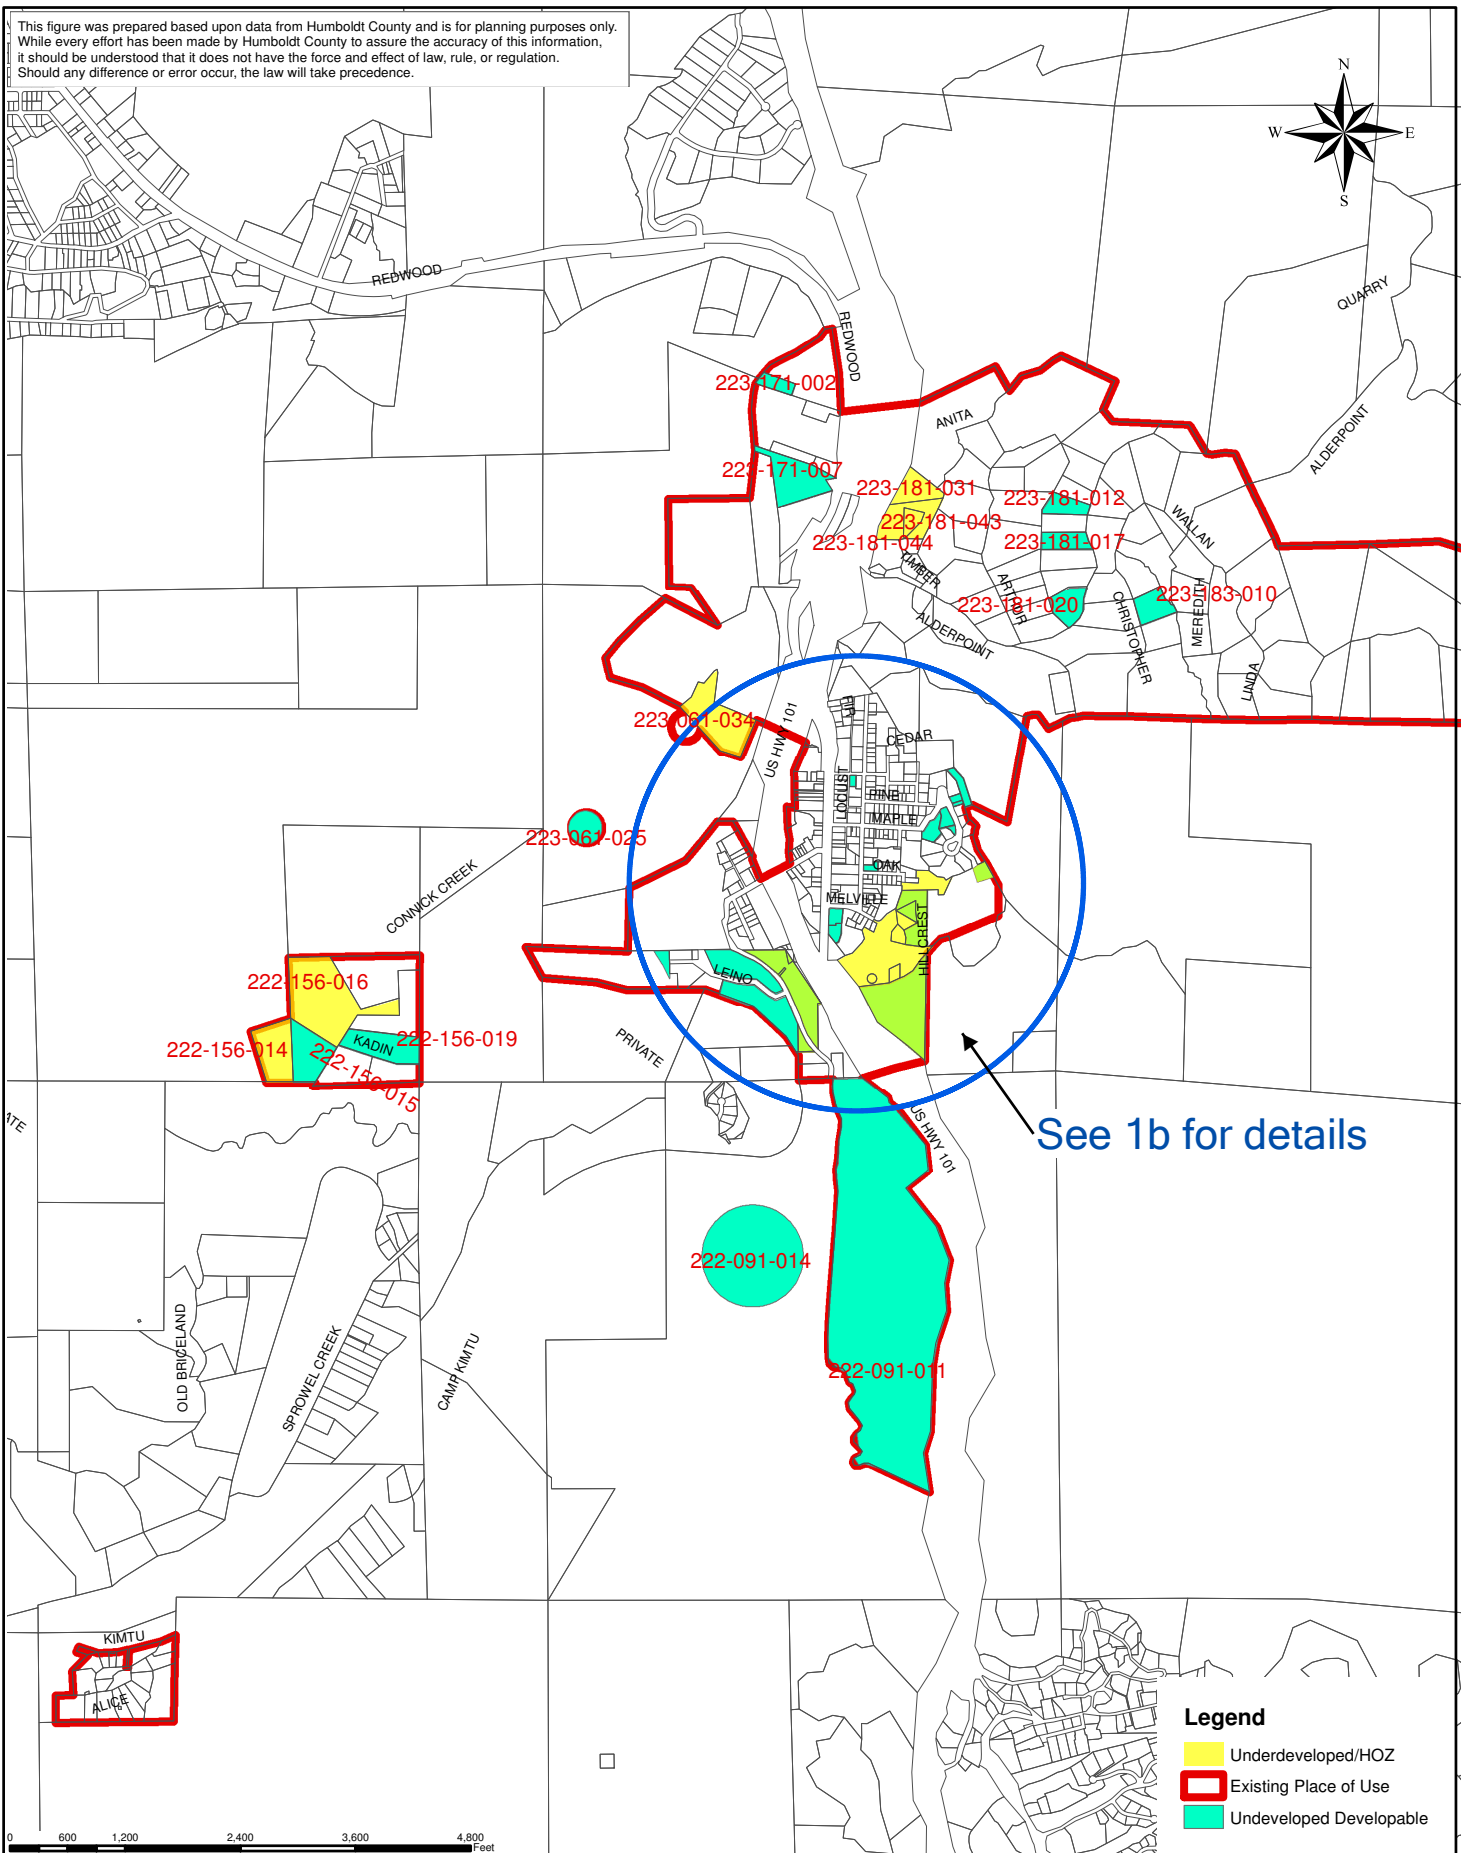 This figure was prepared based upon data from Humboldt County and is for planning purposes only.
While every effort has been made by Humboldt County to assure the accuracy of this information,
it should be understood that it does not have the force and effect of law, rule, or regulation.
Should any difference or error occur, the law will take precedence.
N
W
E
S
REDWOOD
QUARRY
REDWOOD
223-171-002
ANITA
ALDERPOINT
223-171-007
223-181-031
223-181-012
WALLAN
223-181-043
223-181-044
223-181-017
TIMBER
ARTHUR
223-181-020
CHRISTOPHER
223-183-010
MEREDITH
ALDERPOINT
LINDA
223-061-034
US HWY 101
FIR
CEDAR
LOCUST
PINE
MAPLE
223-061-025
OAK
CONNICK CREEK
MELVILLE
HILLCREST
222-156-016
LEINO
222-156-014
KADIN
222-156-019
222-156-015
PRIVATE
ATE
US HWY 101
See 1b for details
222-091-014
OLD BRICELAND
SPROWEL CREEK
CAMP KIMTU
222-091-011
KIMTU
ALICE
Legend
Underdeveloped/HOZ
Existing Place of Use
Undeveloped Developable
0 600 1,200 2,400 3,600 4,800
Feet